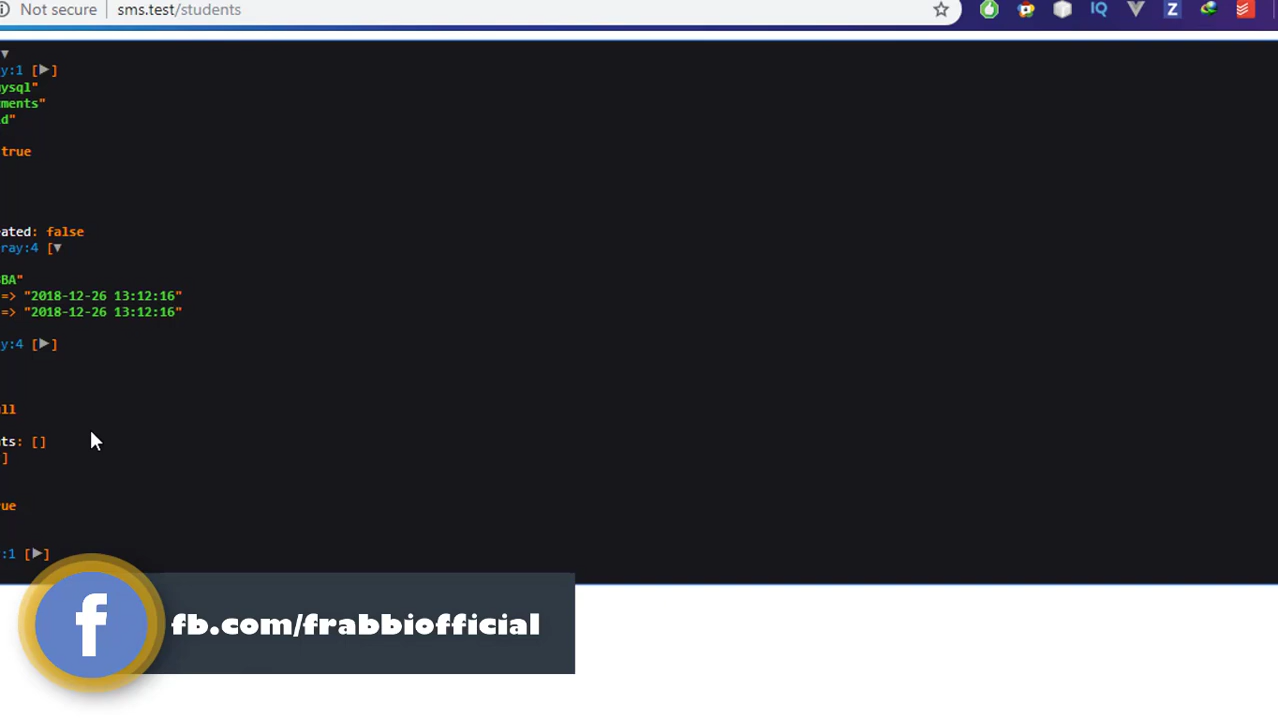 Not secure sms.test/students IQ Z
y:1 [▶]
ysql"
ments"
d"
true
ated: false
ray:4 [▼
BA"
=> "2018-12-26 13:12:16"
=> "2018-12-26 13:12:16"
y:4 [▶]
ll
ts: []
]
ue
:1 [▶]
f fb.com/frabbiofficial